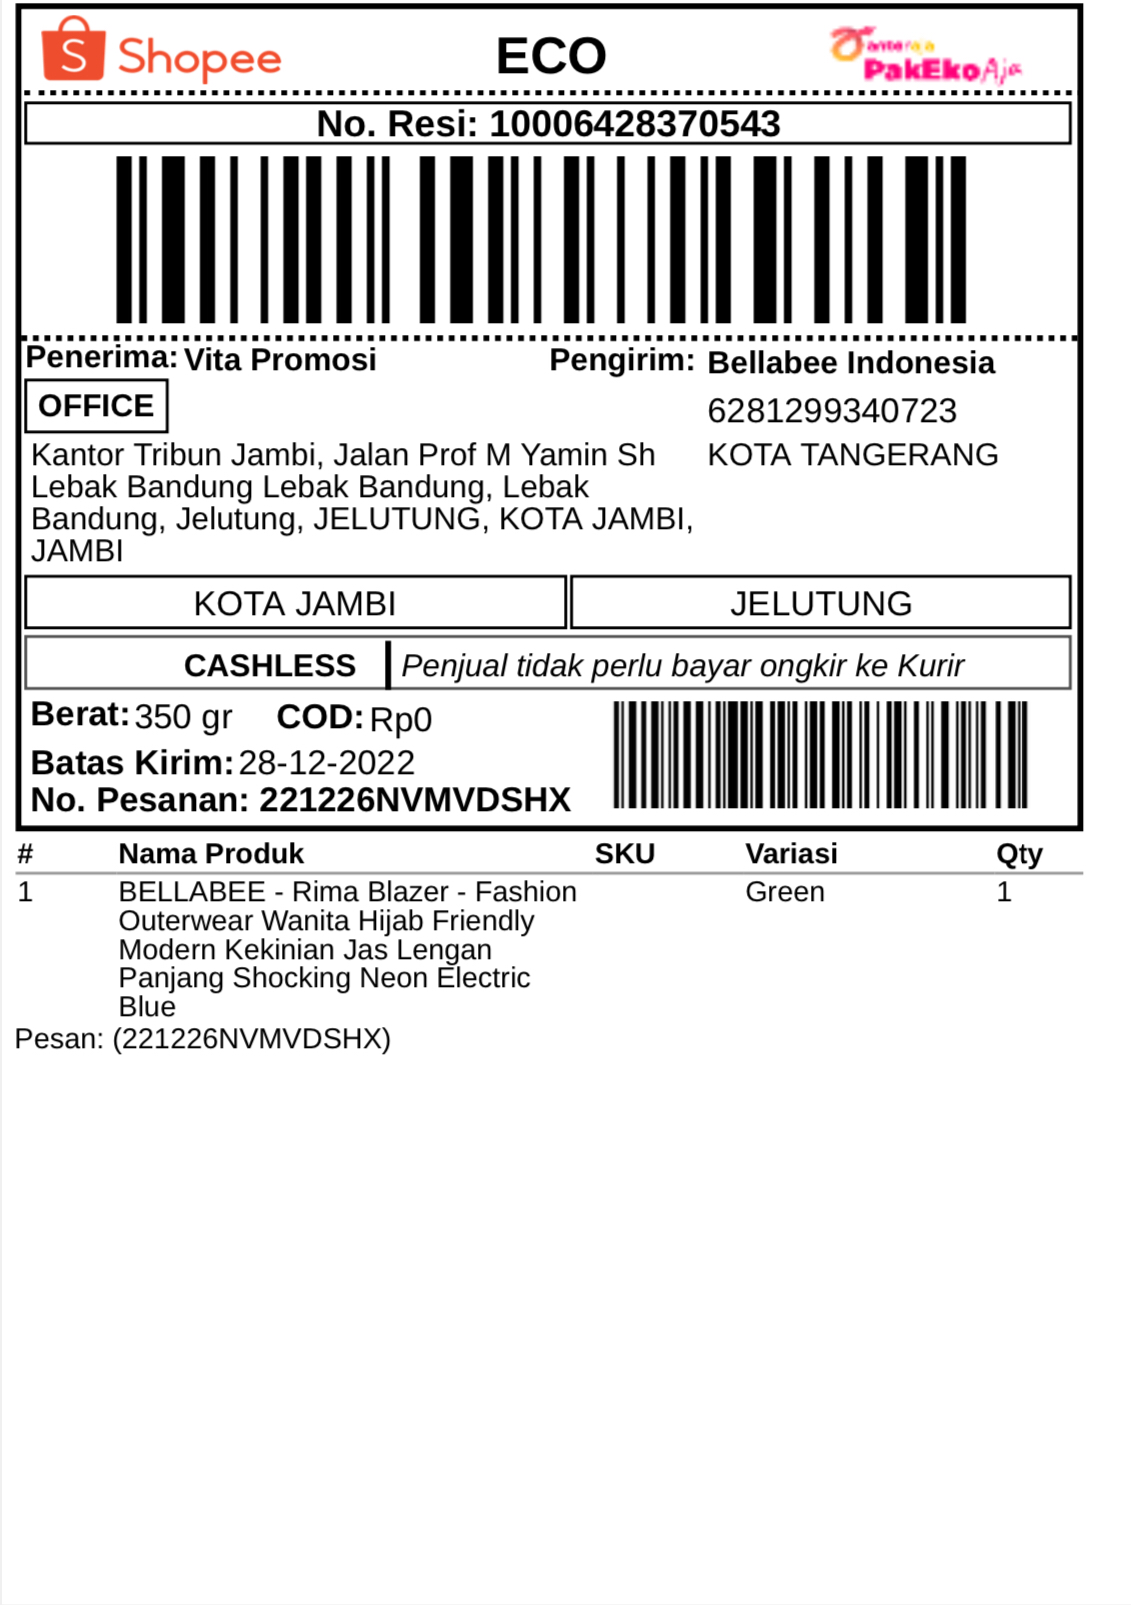 S Shopee
ECO
anteraja
PakEkoAja
No. Resi: 10006428370543
Penerima: Vita Promosi
Pengirim: Bellabee Indonesia
OFFICE
6281299340723
Kantor Tribun Jambi, Jalan Prof M Yamin Sh
KOTA TANGERANG
Lebak Bandung Lebak Bandung, Lebak
Bandung, Jelutung, JELUTUNG, KOTA JAMBI,
JAMBI
KOTA JAMBI
JELUTUNG
CASHLESS Penjual tidak perlu bayar ongkir ke Kurir
Berat: 350 gr COD: Rp0
Batas Kirim: 28-12-2022
No. Pesanan: 221226NVMVDSHX
# Nama Produk SKU Variasi Qty
1 BELLABEE - Rima Blazer - Fashion Green 1
Outerwear Wanita Hijab Friendly
Modern Kekinian Jas Lengan
Panjang Shocking Neon Electric
Blue
Pesan: (221226NVMVDSHX)